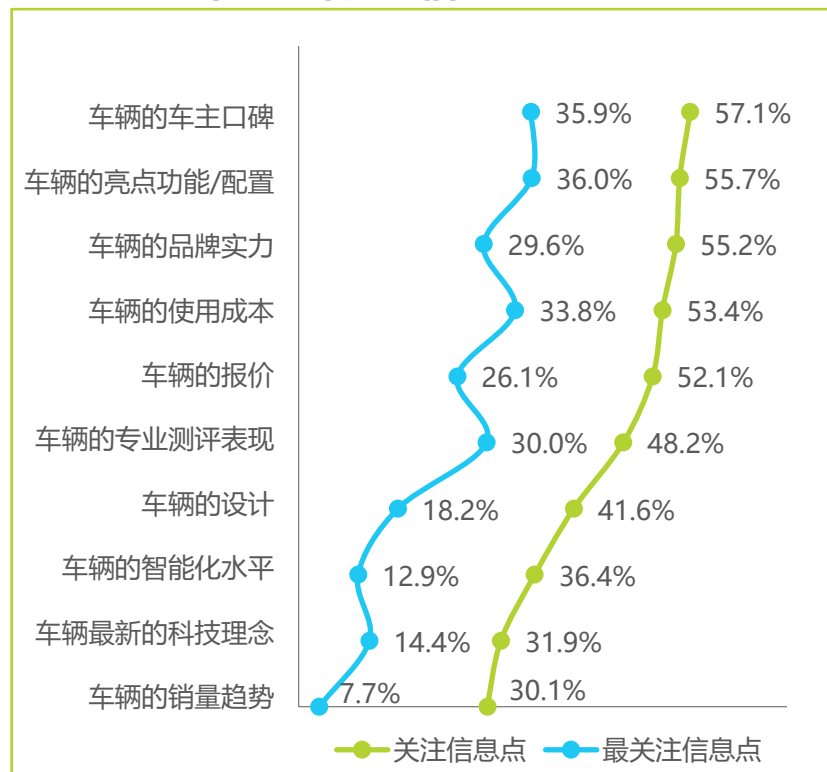 车辆的车主口碑 35.9% 57.1%
车辆的亮点功能/配置 36.0% 55.7%
车辆的品牌实力 29.6% 55.2%
车辆的使用成本 33.8% 53.4%
车辆的报价 26.1% 52.1%
车辆的专业测评表现 30.0% 48.2%
车辆的设计 18.2% 41.6%
车辆的智能化水平 12.9% 36.4%
车辆最新的科技理念 14.4% 31.9%
车辆的销量趋势 7.7% 30.1%
关注信息点 最关注信息点